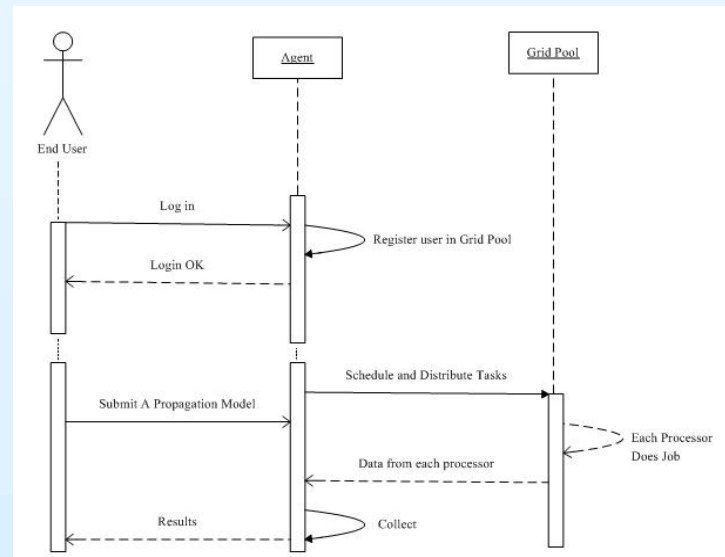 Agent
Grid Pool
End User
Log in
Register user in Grid Pool
Login OK
Schedule and Distribute Tasks
Submit A Propagation Model
Each Processor
Does Job
Data from each processor
Results
Collect